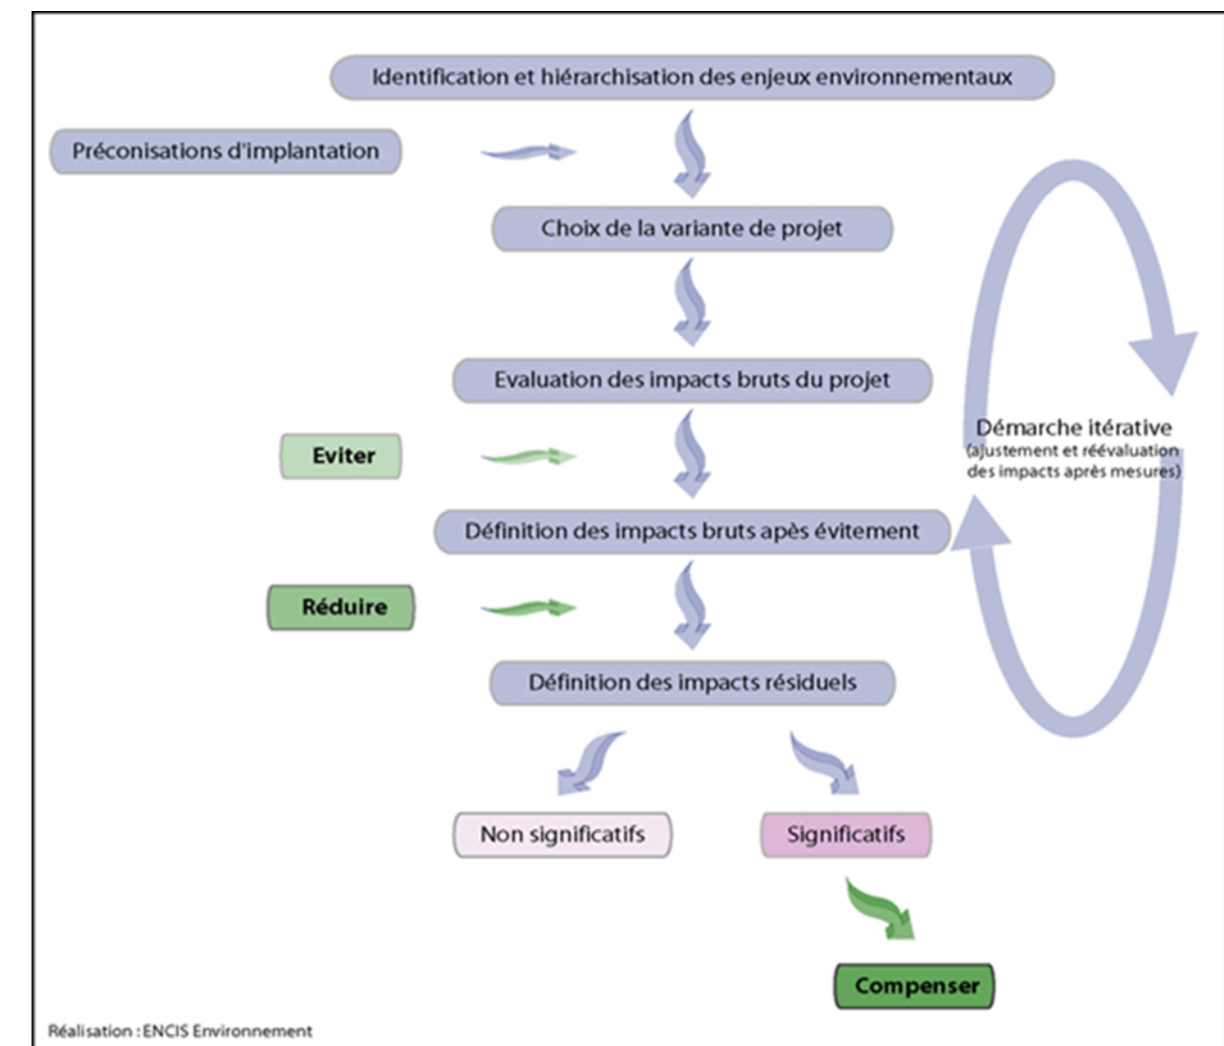 Identification et hiérarchisation des enjeux environnementaux
Préconisations d'implantation
Choix de la variante de projet
Evaluation des impacts bruts du projet
Démarche itérative
(ajustement et réévaluation
des impacts après mesures)
Eviter
Définition des impacts bruts apès évitement
Réduire
Définition des impacts résiduels
Non significatifs
Significatifs
Compenser
Réalisation : ENCIS Environnement